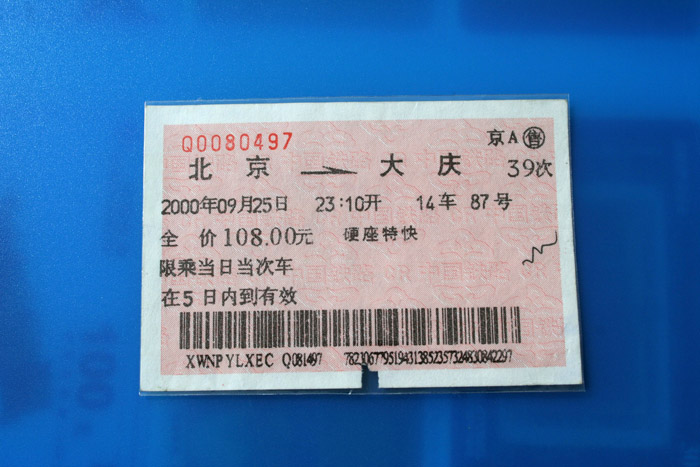 Q0080497 京A 售
北京 → 大庆 39次
2000年09月25日 23:10开 14车 87号
全 价 108.00元 硬座特快
限乘当日当次车
在5日内到有效
XWNPYLXEC Q081497